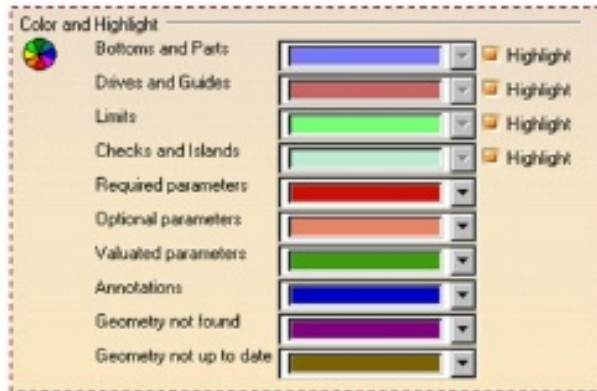 Color and Highlight
Bottoms and Parts Highlight
Drives and Guides Highlight
Limits Highlight
Checks and Islands Highlight
Required parameters
Optional parameters
Valuated parameters
Annotations
Geometry not found
Geometry not up to date